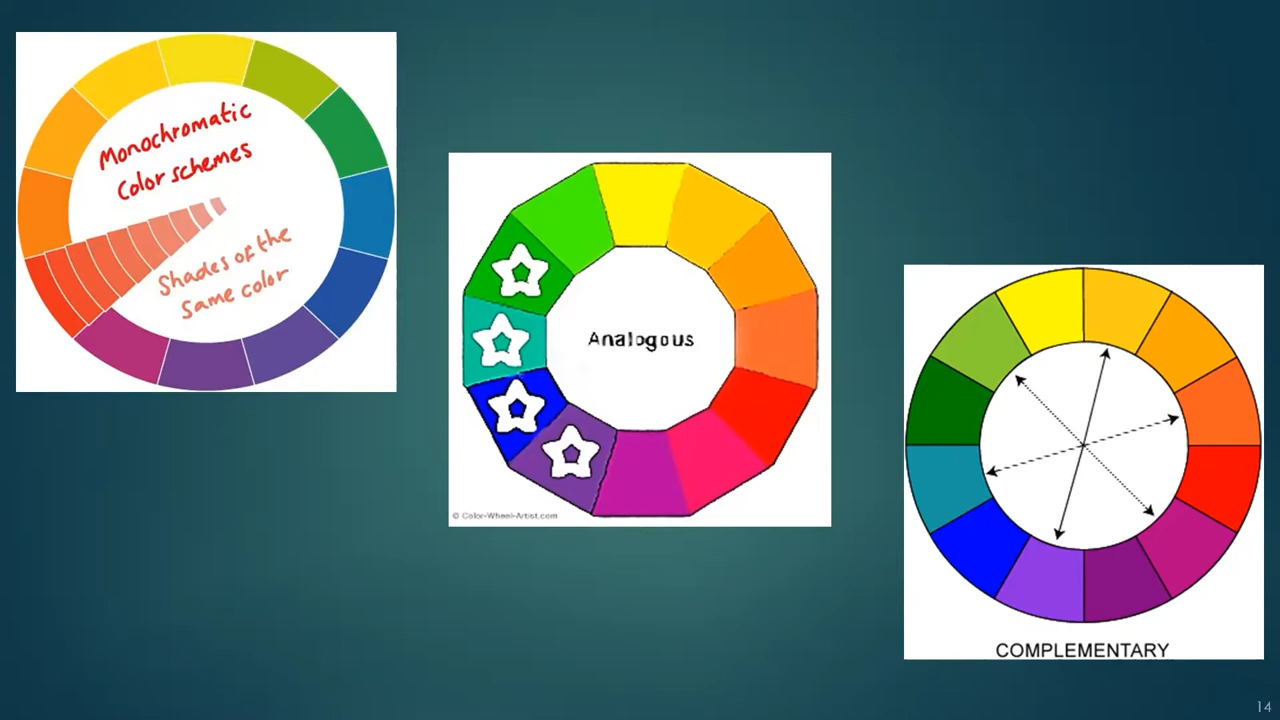 Monochromatic
Color schemes
Shades of the
Same color
Analogous
© Color-Wheel-Artist.com
COMPLEMENTARY
14